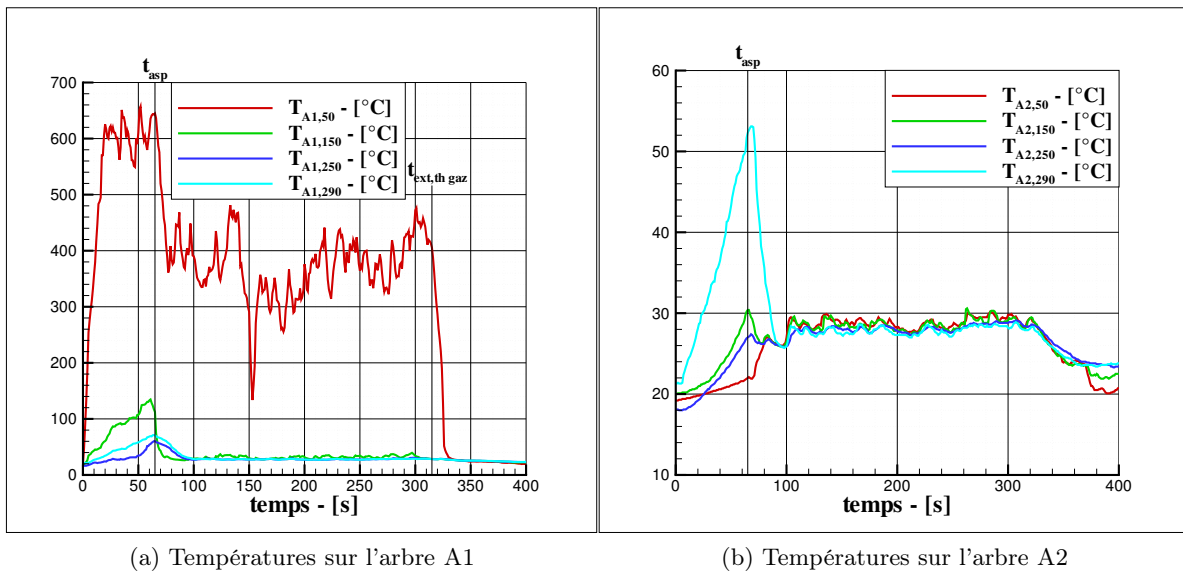 t_asp
700
600
500
400
300
200
100
0
T_A1,50 - [°C]
T_A1,150 - [°C]
T_A1,250 - [°C]
T_A1,290 - [°C]
t_ext,th gaz
0 50 100 150 200 250 300 350 400
temps - [s]
(a) Températures sur l'arbre A1
t_asp
60
50
40
30
20
10
T_A2,50 - [°C]
T_A2,150 - [°C]
T_A2,250 - [°C]
T_A2,290 - [°C]
0 100 200 300 400
temps - [s]
(b) Températures sur l'arbre A2